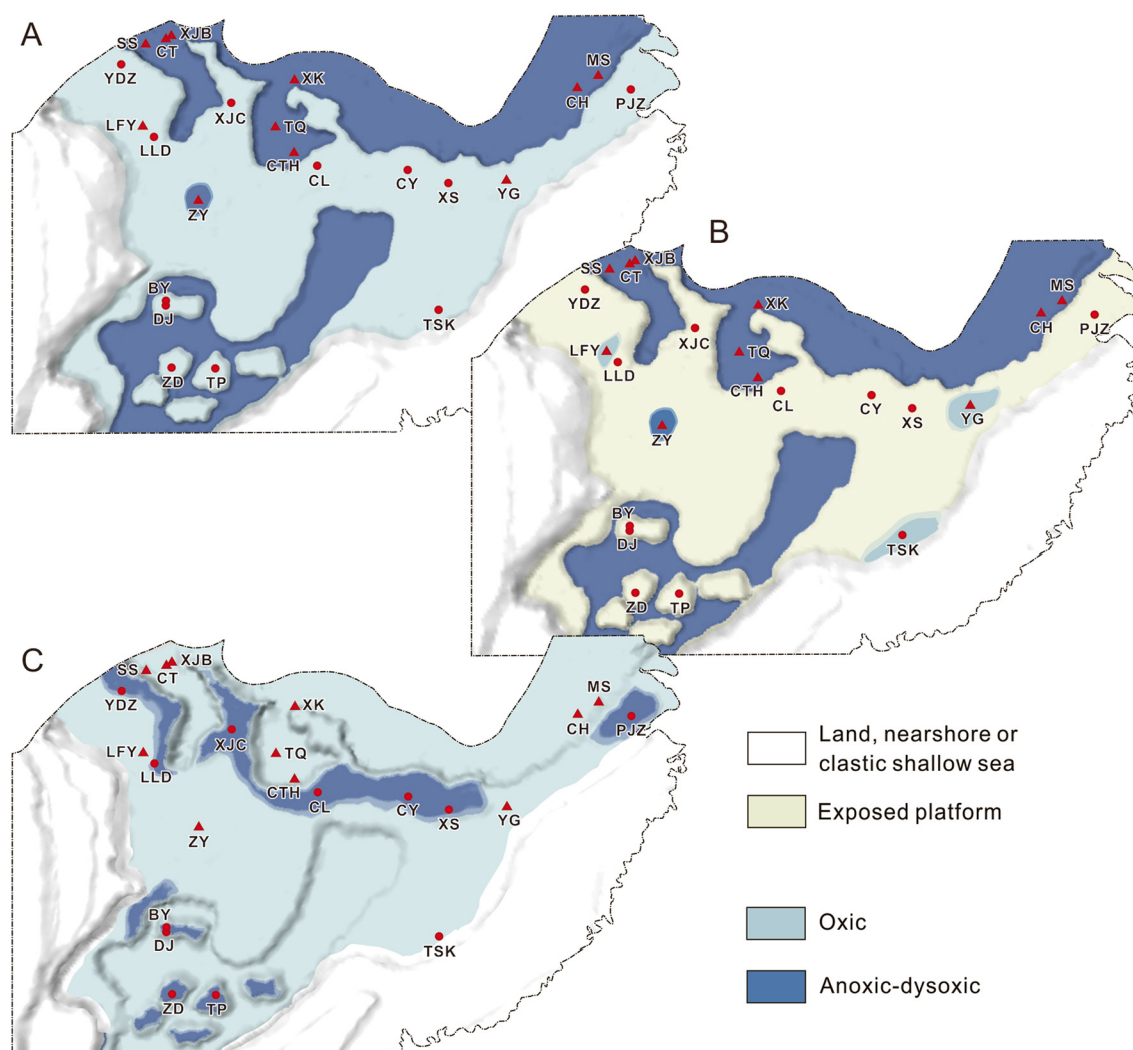 A
XJB
SS
CT
YDZ
XK
MS
CH
PJZ
XJC
LFY
LLD
TQ
CTH
CL
CY
XS
YG
ZY
BY
DJ
TSK
ZD
TP
B
XJB
SS
CT
YDZ
XK
MS
CH
PJZ
XJC
LFY
LLD
TQ
CTH
CL
CY
XS
YG
ZY
BY
DJ
TSK
ZD
TP
C
XJB
SS
CT
YDZ
XK
MS
CH
PJZ
XJC
LFY
LLD
TQ
CTH
CL
CY
XS
YG
ZY
BY
DJ
TSK
ZD
TP
Land, nearshore or
clastic shallow sea
Exposed platform
Oxic
Anoxic-dysoxic